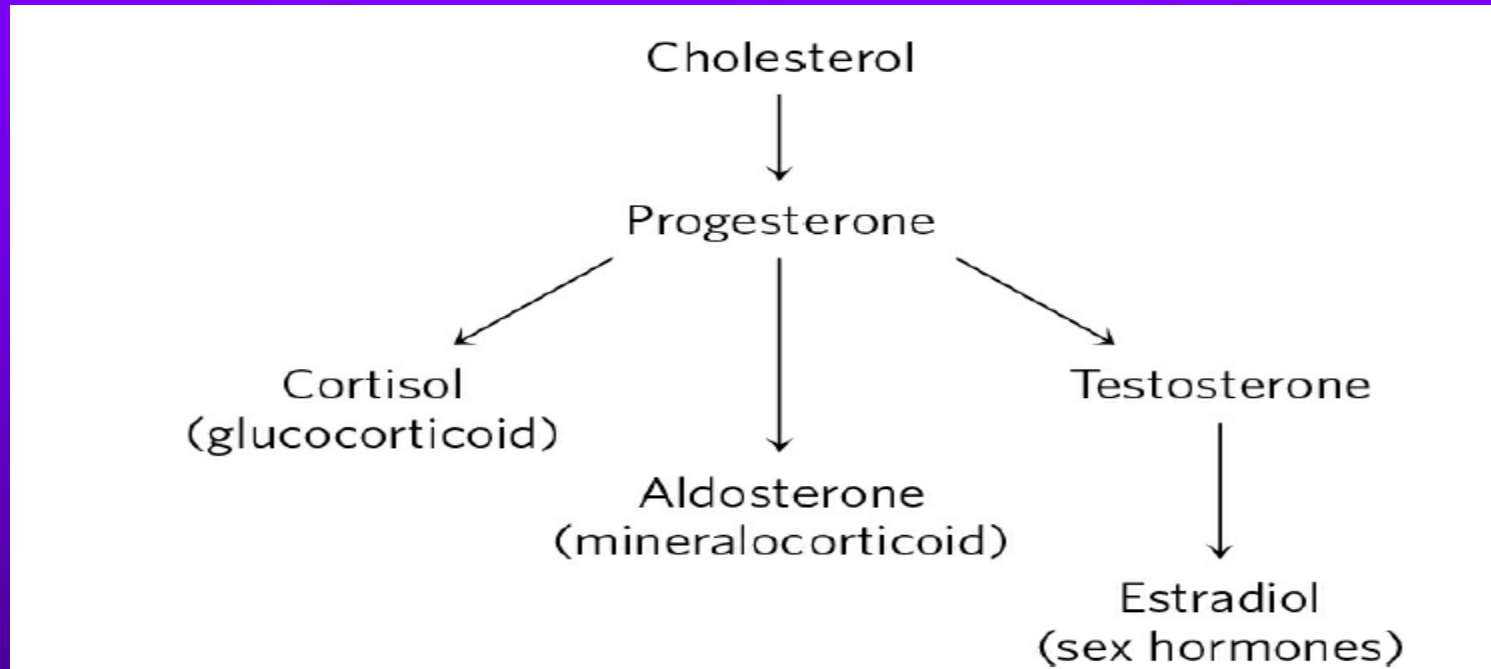 Cholesterol
Progesterone
Cortisol
(glucocorticoid)
Testosterone
Aldosterone
(mineralocorticoid)
Estradiol
(sex hormones)